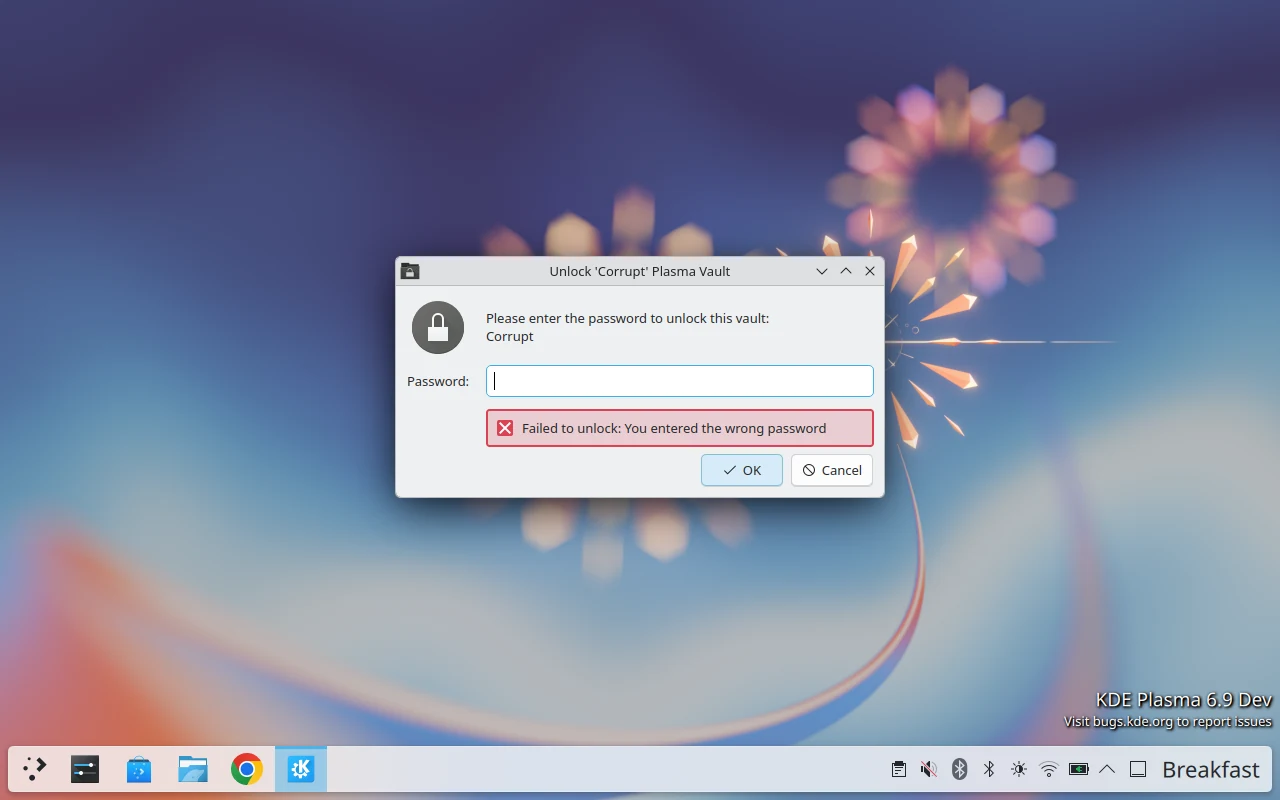 Unlock 'Corrupt' Plasma Vault
Please enter the password to unlock this vault:
Corrupt
Password:
Failed to unlock: You entered the wrong password
OK
Cancel
KDE Plasma 6.9 Dev
Visit bugs.kde.org to report issues
Breakfast